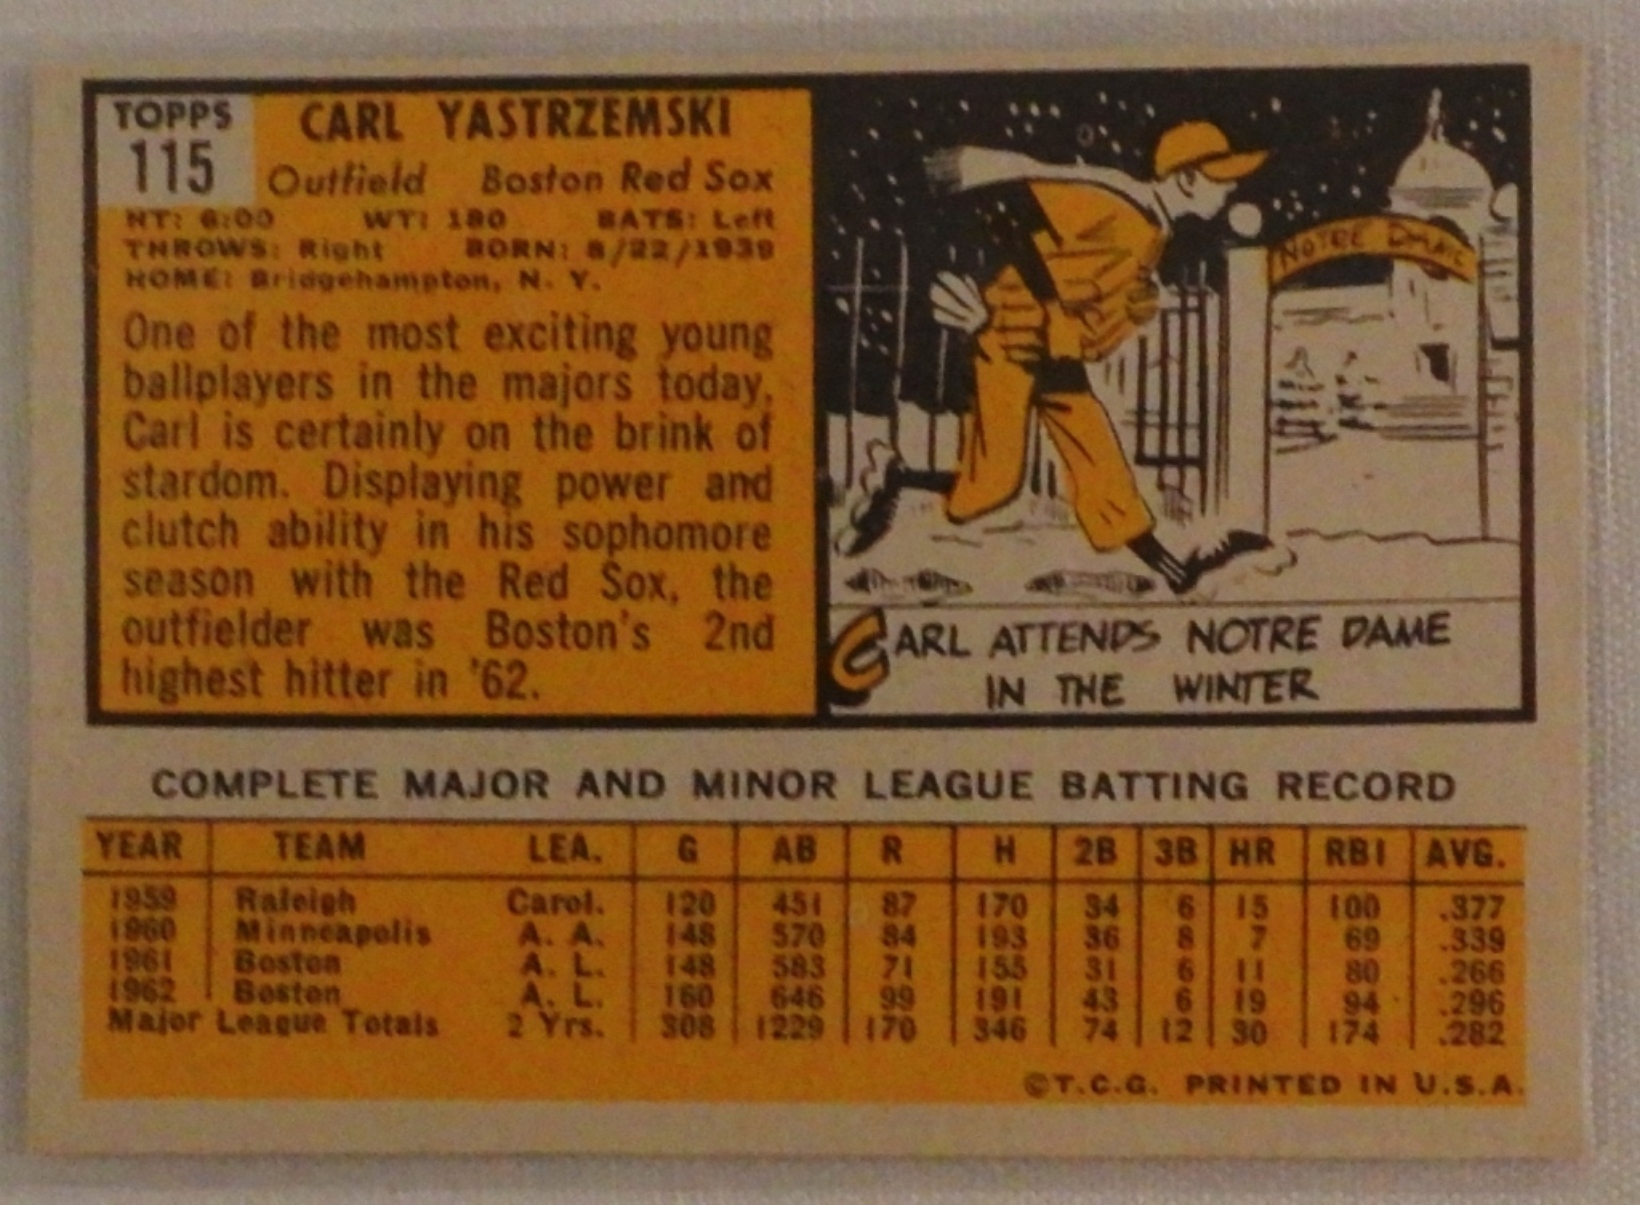 TOPPS
115
CARL YASTRZEMSKI
Outfield Boston Red Sox
HT: 6:00 WT: 180 BATS: Left
THROWS: Right BORN: 8/22/1939
HOME: Bridgehampton, N. Y.
One of the most exciting young
ballplayers in the majors today,
Carl is certainly on the brink of
stardom. Displaying power and
clutch ability in his sophomore
season with the Red Sox, the
outfielder was Boston's 2nd
highest hitter in '62.
NOTRE DAME
CARL ATTENDS NOTRE DAME
IN THE WINTER
COMPLETE MAJOR AND MINOR LEAGUE BATTING RECORD
YEAR TEAM LEA. G AB R H 2B 3B HR RBI AVG.
1959 Raleigh Carol. 120 451 87 170 34 6 15 100 .377
1960 Minneapolis A. A. 148 570 84 193 36 8 7 69 .339
1961 Boston A. L. 148 583 71 155 31 6 11 80 .266
1962 Boston A. L. 160 646 99 191 43 6 19 94 .296
Major League Totals 2 Yrs. 308 1229 170 346 74 12 30 174 .282
©T.C.G. PRINTED IN U.S.A.